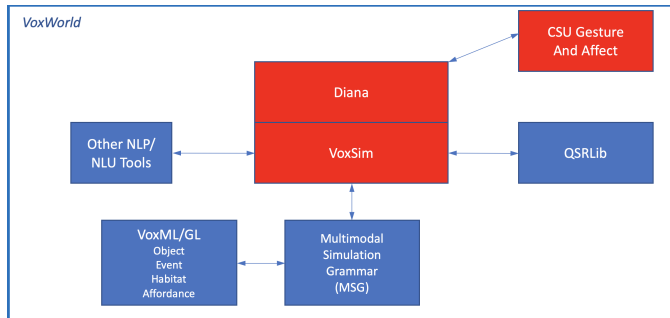 VoxWorld
CSU Gesture
And Affect
Diana
Other NLP/
NLU Tools
VoxSim
QSRLib
VoxML/GL
Object
Event
Habitat
Affordance
Multimodal
Simulation
Grammar
(MSG)